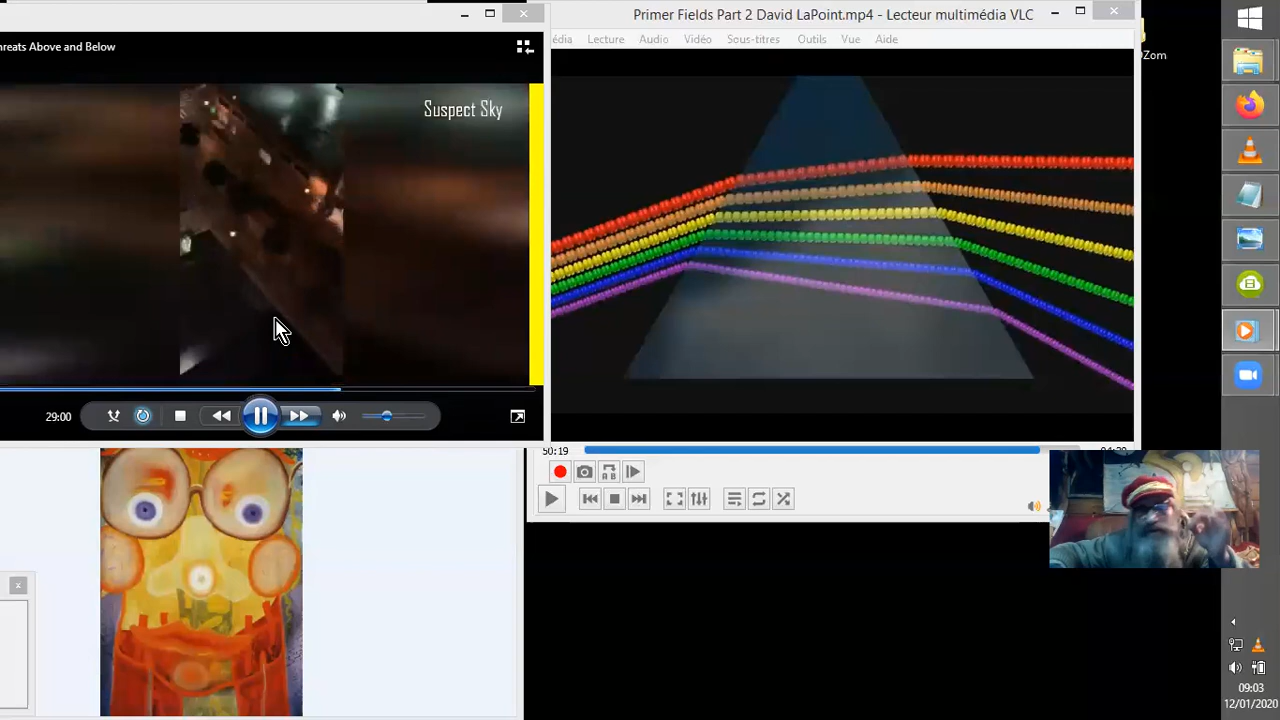 reats Above and Below
Suspect Sky
29:00
Primer Fields Part 2 David LaPoint.mp4 - Lecteur multimédia VLC
édia Lecture Audio Vidéo Sous-titres Outils Vue Aide
50:19
A B
Zom
09:03
12/01/2020